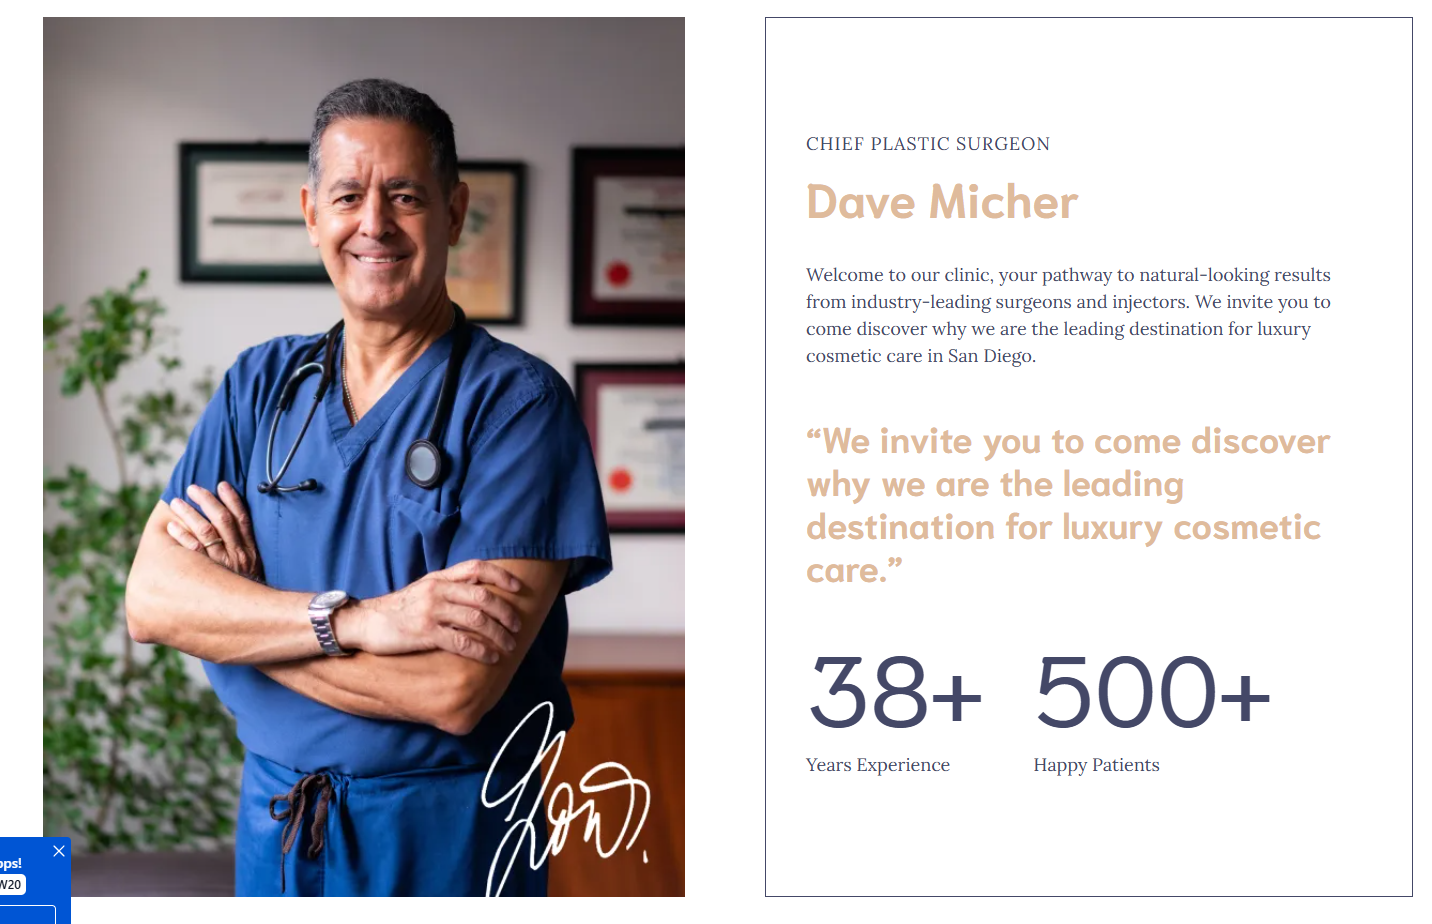 CHIEF PLASTIC SURGEON
Dave Micher
Welcome to our clinic, your pathway to natural-looking results
from industry-leading surgeons and injectors. We invite you to
come discover why we are the leading destination for luxury
cosmetic care in San Diego.
“We invite you to come discover
why we are the leading
destination for luxury cosmetic
care.”
38+ 500+
Years Experience Happy Patients